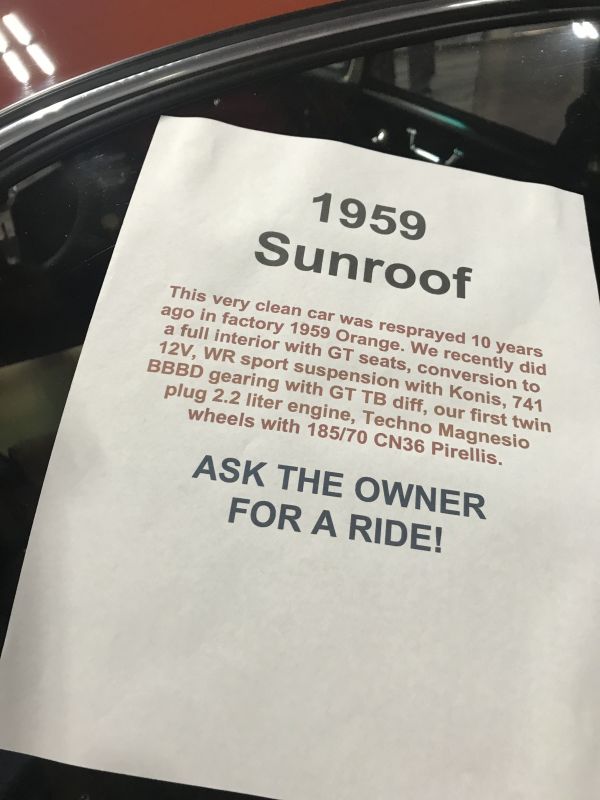 1959
Sunroof
This very clean car was resprayed 10 years
ago in factory 1959 Orange. We recently did
a full interior with GT seats, conversion to
12V, WR sport suspension with Konis, 741
BBBD gearing with GT TB diff, our first twin
plug 2.2 liter engine, Techno Magnesio
wheels with 185/70 CN36 Pirellis.
ASK THE OWNER
FOR A RIDE!